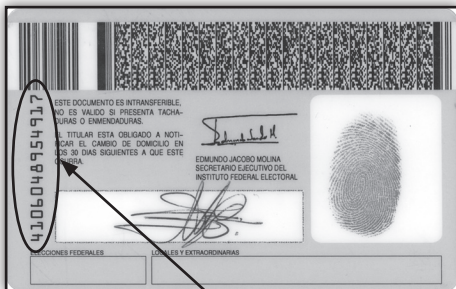 4106048954917
ESTE DOCUMENTO ES INTRANSFERIBLE,
NO ES VALIDO SI PRESENTA TACHA-
DURAS O ENMENDADURAS.
EL TITULAR ESTA OBLIGADO A NOTI-
FICAR EL CAMBIO DE DOMICILIO EN
LOS 30 DIAS SIGUIENTES A QUE ESTE
OCURRA.
EDMUNDO JACOBO MOLINA
SECRETARIO EJECUTIVO DEL
INSTITUTO FEDERAL ELECTORAL
ELECCIONES FEDERALES
LOCALES Y EXTRAORDINARIAS